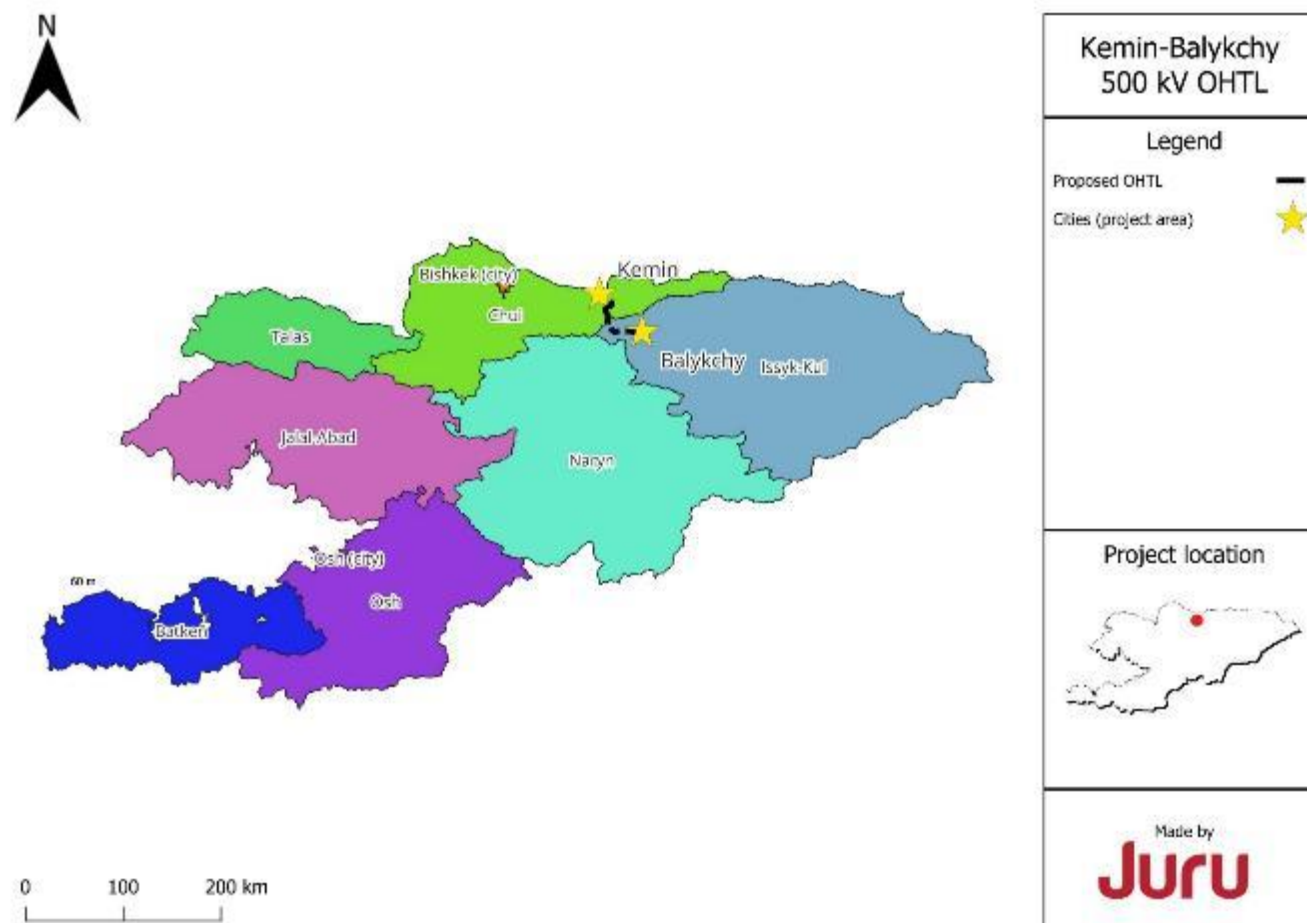 N
Kemin-Balykchy
500 kV OHTL
Legend
Proposed OHTL
Cities (project area)
Bishkek (city)
Kemin
Chui
Talas
Balykchy
Issyk-Kul
Jalal-Abad
Naryn
Osh (city)
60 m
Osh
Batken
Project location
Made by
Juru
0 100 200 km